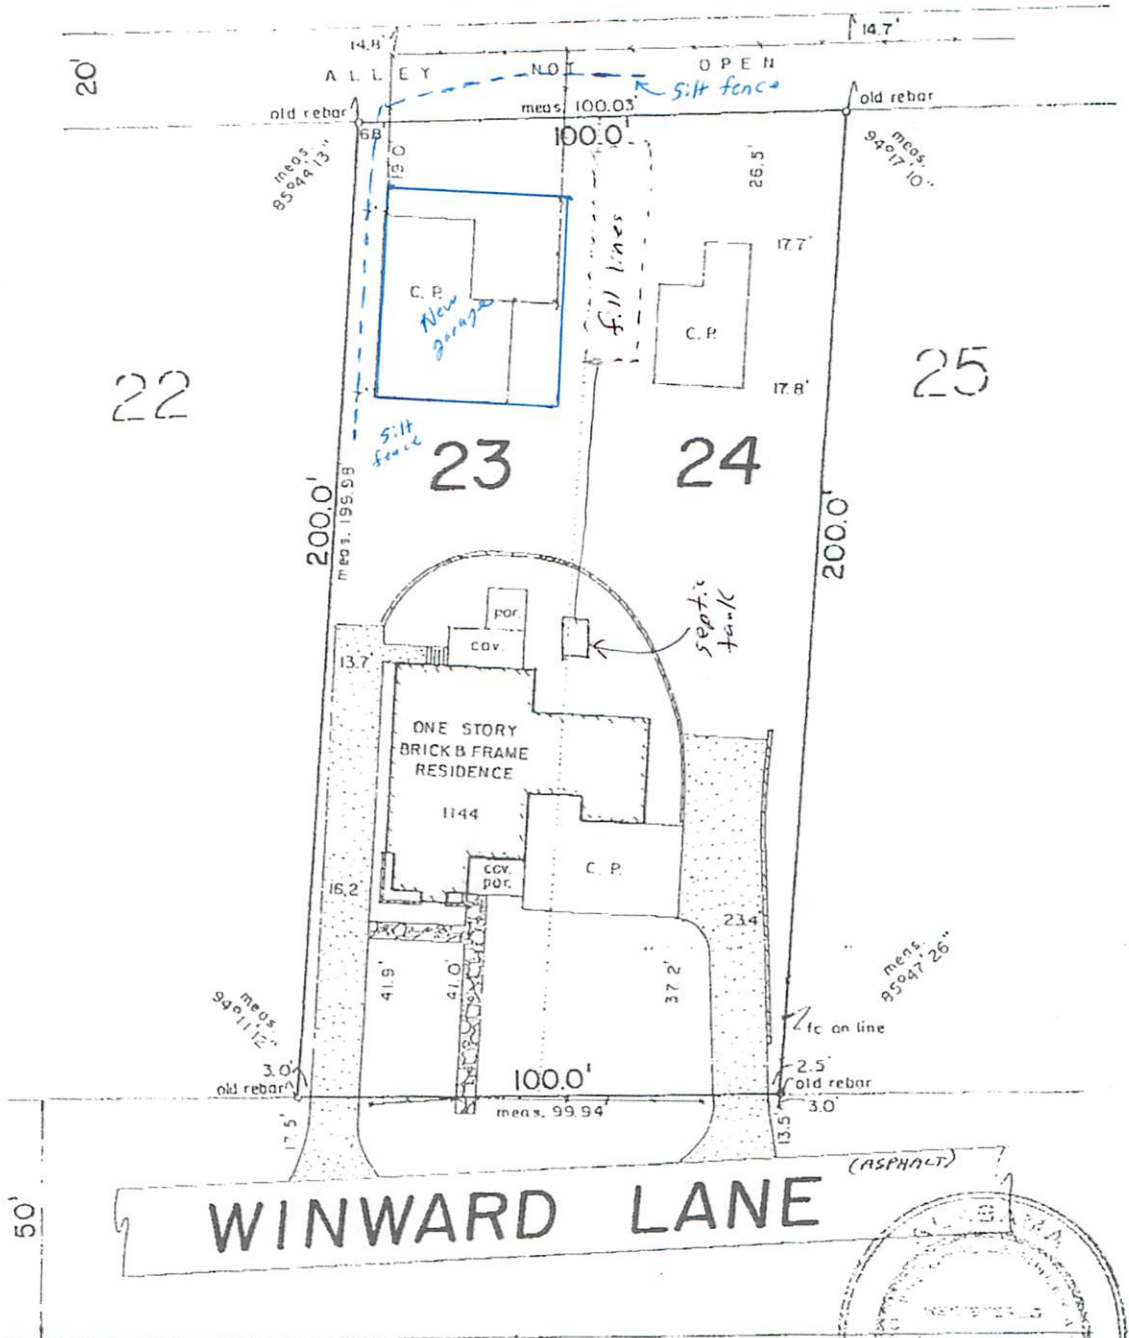 14.8'
14.7'
20'
ALLEY NOT OPEN
silt fence
old rebar
meas. 100.03'
old rebar
6.8'
100.0'
meas. 85°44'13"
meas. 94°17'10"
19.0'
26.5'
fill lines
17.7'
C. P.
New garage
C. P.
22
25
17.8'
silt fence
23
24
200.0'
meas. 199.98'
200.0'
por.
septic tank
cov.
13.7'
ONE STORY
BRICK & FRAME
RESIDENCE
1144
cov. por.
C. P.
16.2'
23.4'
41.9'
41.0'
37.2'
meas. 94°11'12"
meas. 85°47'26"
fc on line
3.0'
2.5'
old rebar
100.0'
old rebar
meas. 99.94
3.0'
17.5'
13.5'
(ASPHALT)
WINWARD LANE
50'